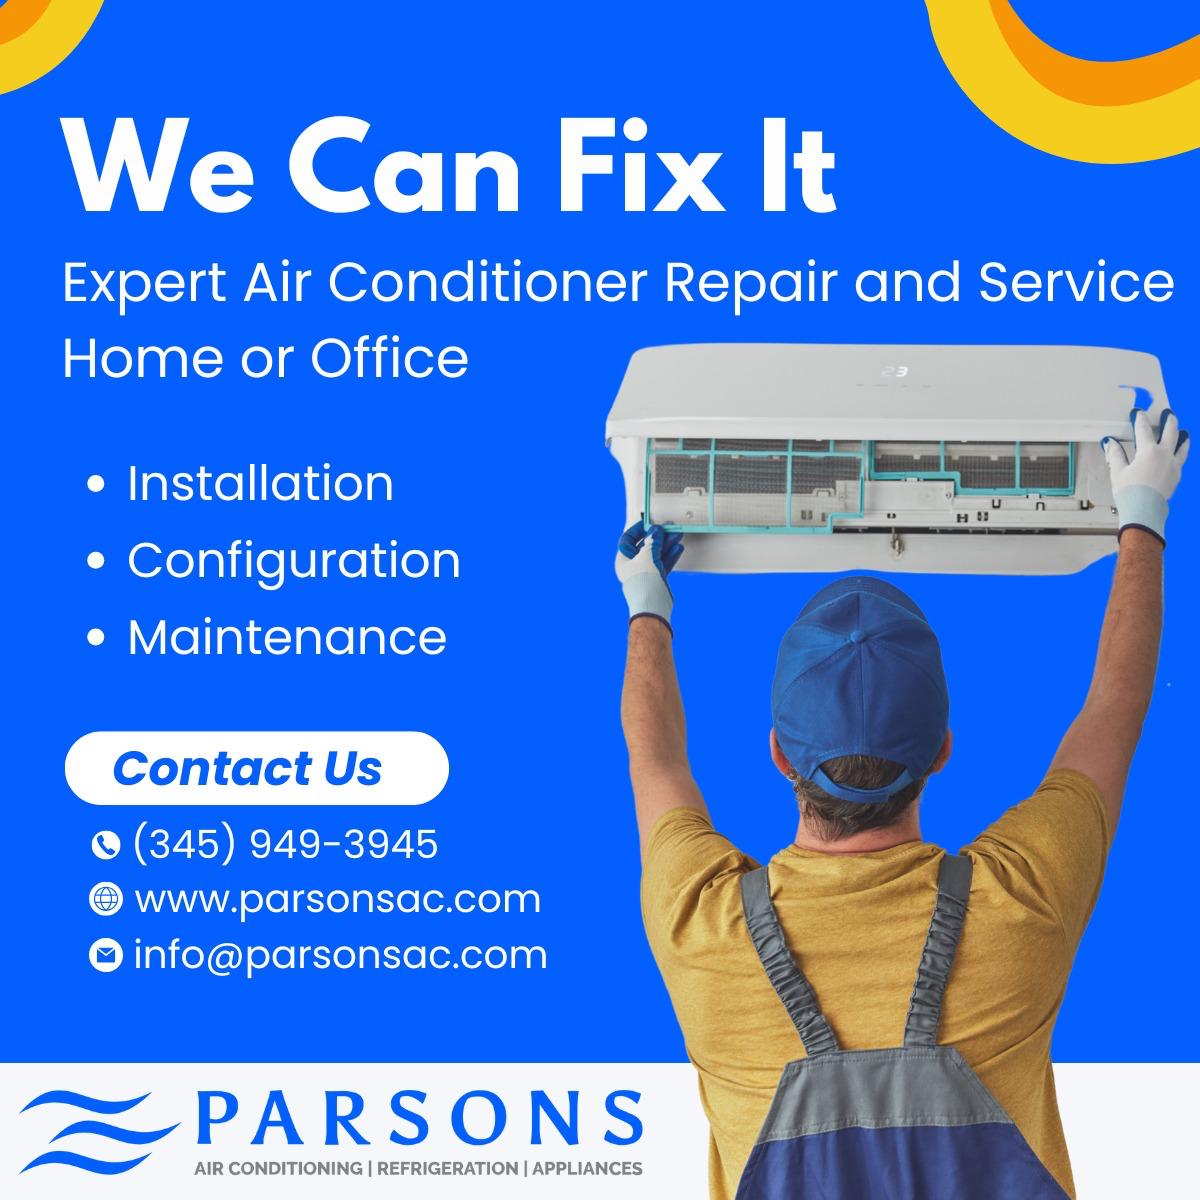 We Can Fix It
Expert Air Conditioner Repair and Service
Home or Office
23
• Installation
• Configuration
• Maintenance
Contact Us
(345) 949-3945
www.parsonsac.com
info@parsonsac.com
PARSONS
AIR CONDITIONING | REFRIGERATION | APPLIANCES